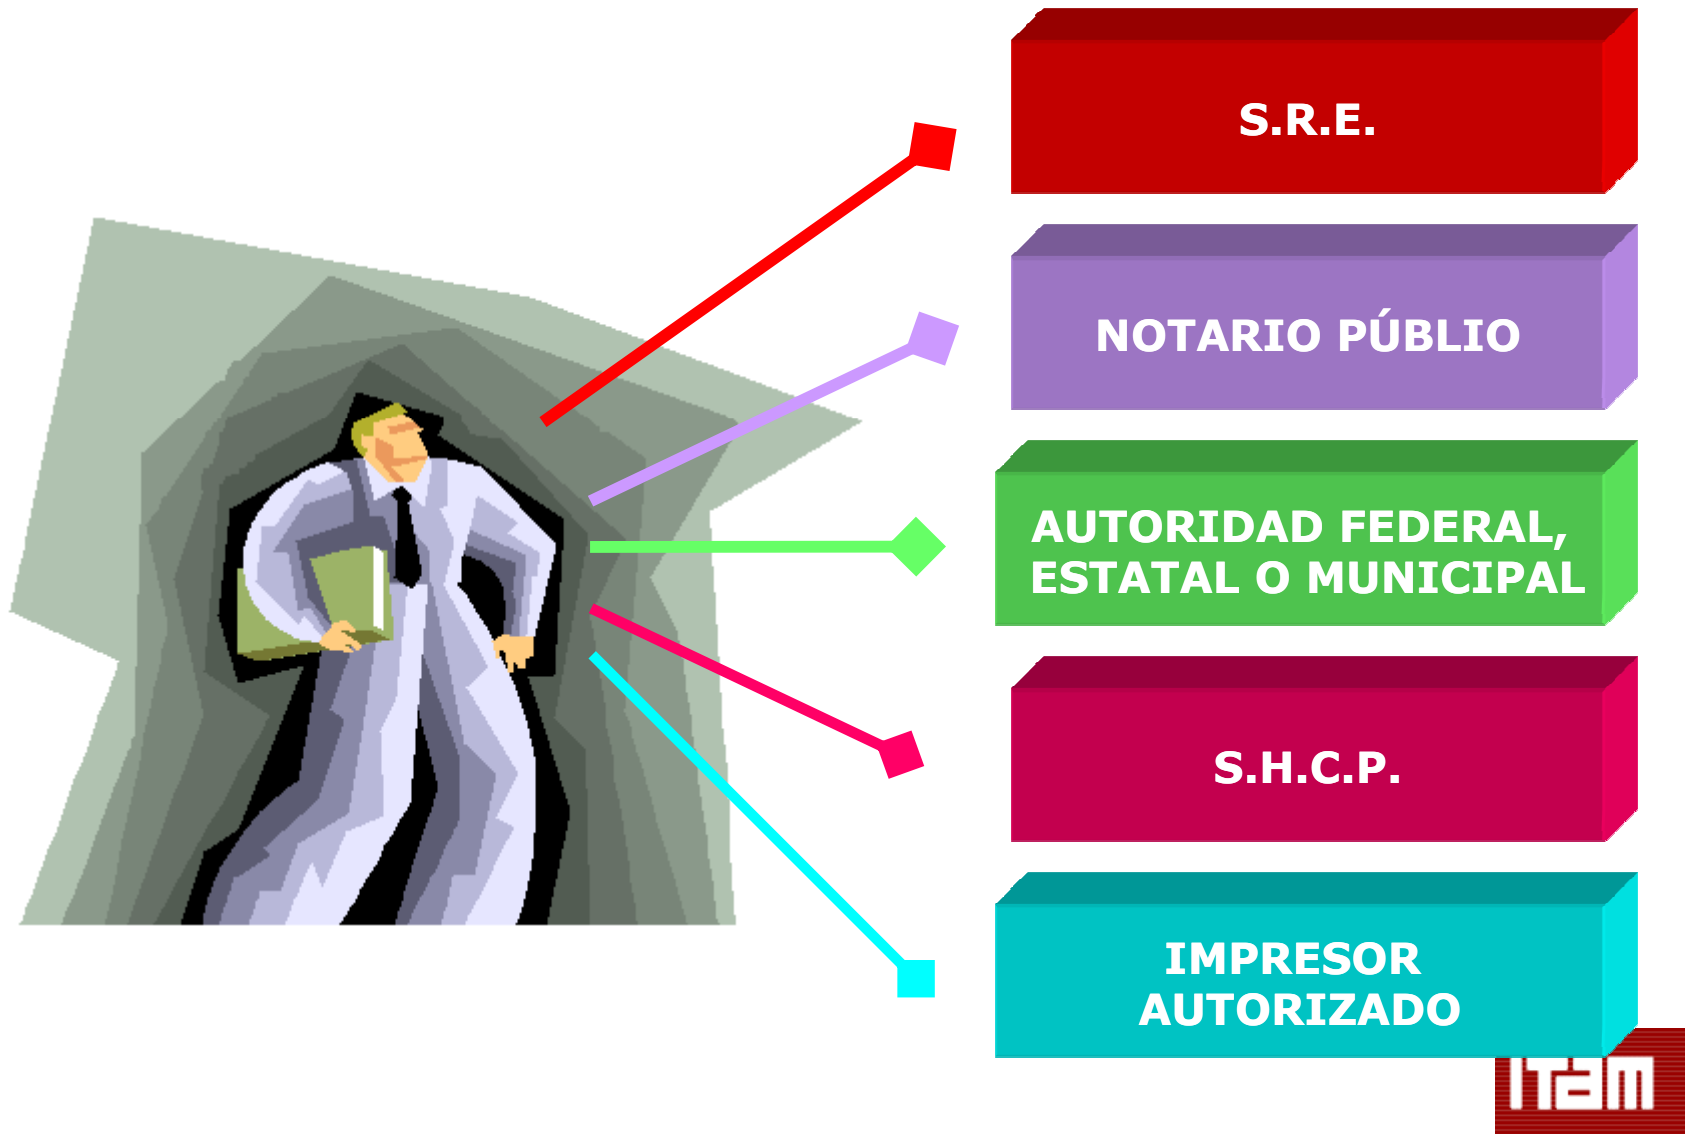 S.R.E.
NOTARIO PÚBLIO
AUTORIDAD FEDERAL,
ESTATAL O MUNICIPAL
S.H.C.P.
IMPRESOR
AUTORIZADO
ITAM